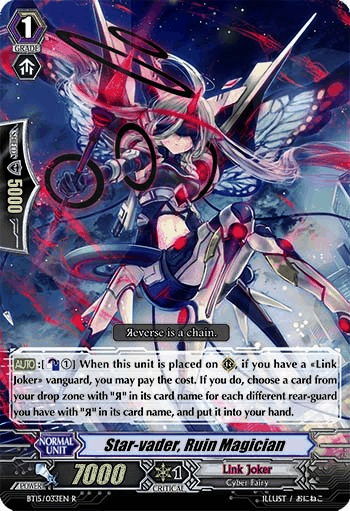 1
GRADE
SHIELD
5000
Яeverse is a chain.
AUTO:[①] When this unit is placed on Ⓡ, if you have a «Link
Joker» vanguard, you may pay the cost. If you do, choose a card from
your drop zone with "Я" in its card name for each different rear-guard
you have with "Я" in its card name, and put it into your hand.
NORMAL
UNIT
Star-vader, Ruin Magician
POWER
7000
1
CRITICAL
Link Joker
Cyber Fairy
BT15/033EN R
ILLUST / おにねこ